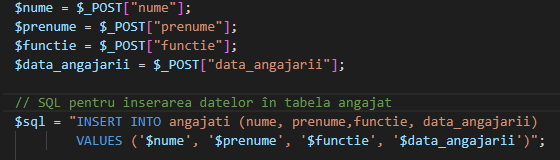 $nume = $_POST["nume"];
$prenume = $_POST["prenume"];
$functie = $_POST["functie"];
$data_angajarii = $_POST["data_angajarii"];
// SQL pentru inserarea datelor în tabela angajat
$sql = "INSERT INTO angajati (nume, prenume,functie, data_angajarii)
VALUES ('$nume', '$prenume', '$functie', '$data_angajarii')";